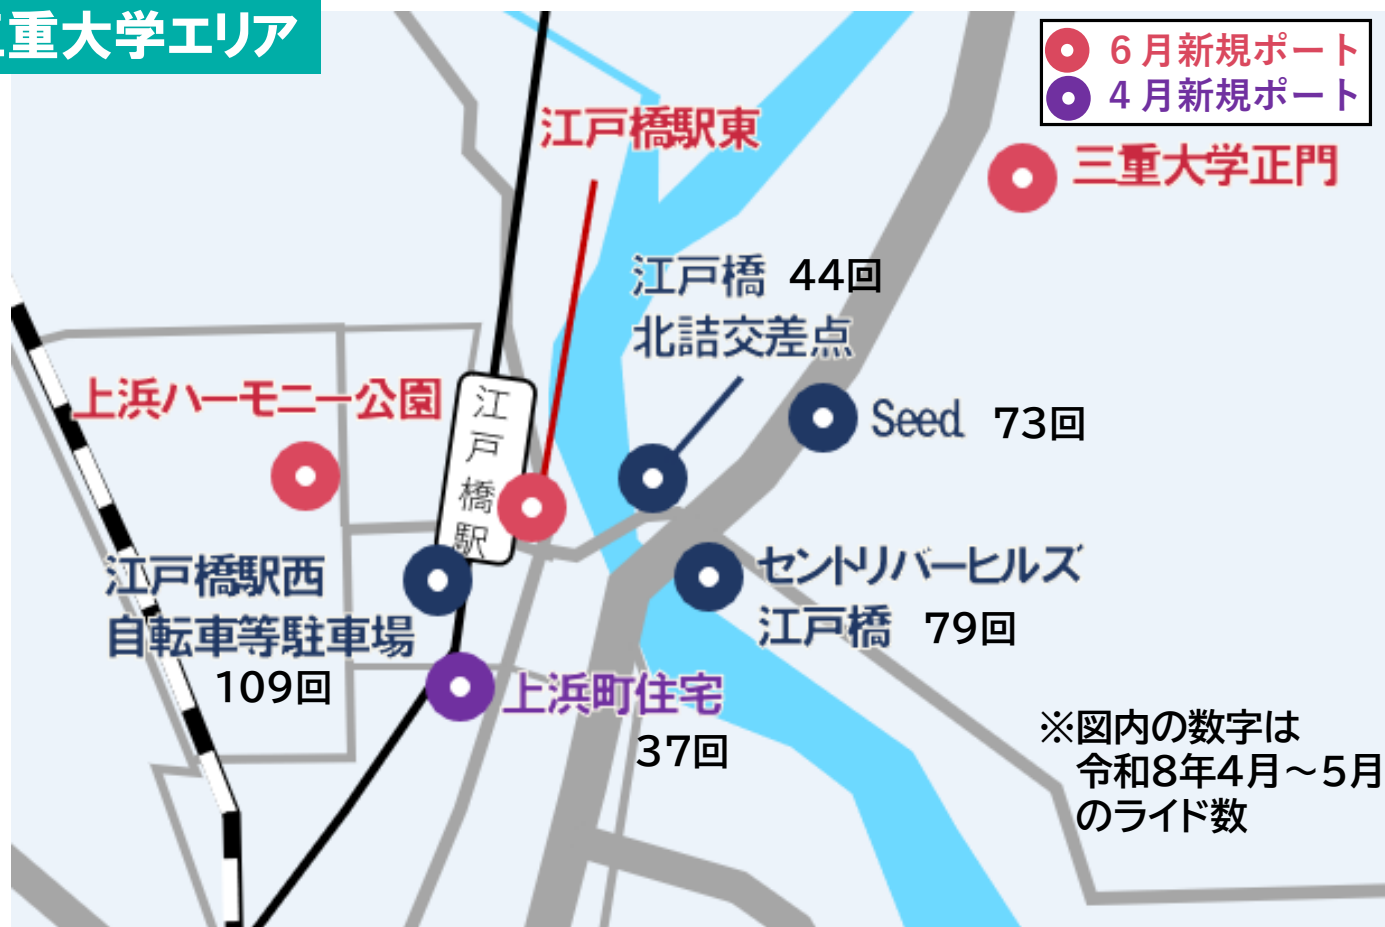 重大学エリア
6月新規ポート
4月新規ポート
江戸橋駅東
三重大学正門
江戸橋 44回
北詰交差点
上浜ハーモニー公園
江戸橋駅
Seed 73回
江戸橋駅西
自転車等駐車場
109回
セントリバーヒルズ
江戸橋 79回
上浜町住宅
37回
※図内の数字は
令和8年4月～5月
のライド数